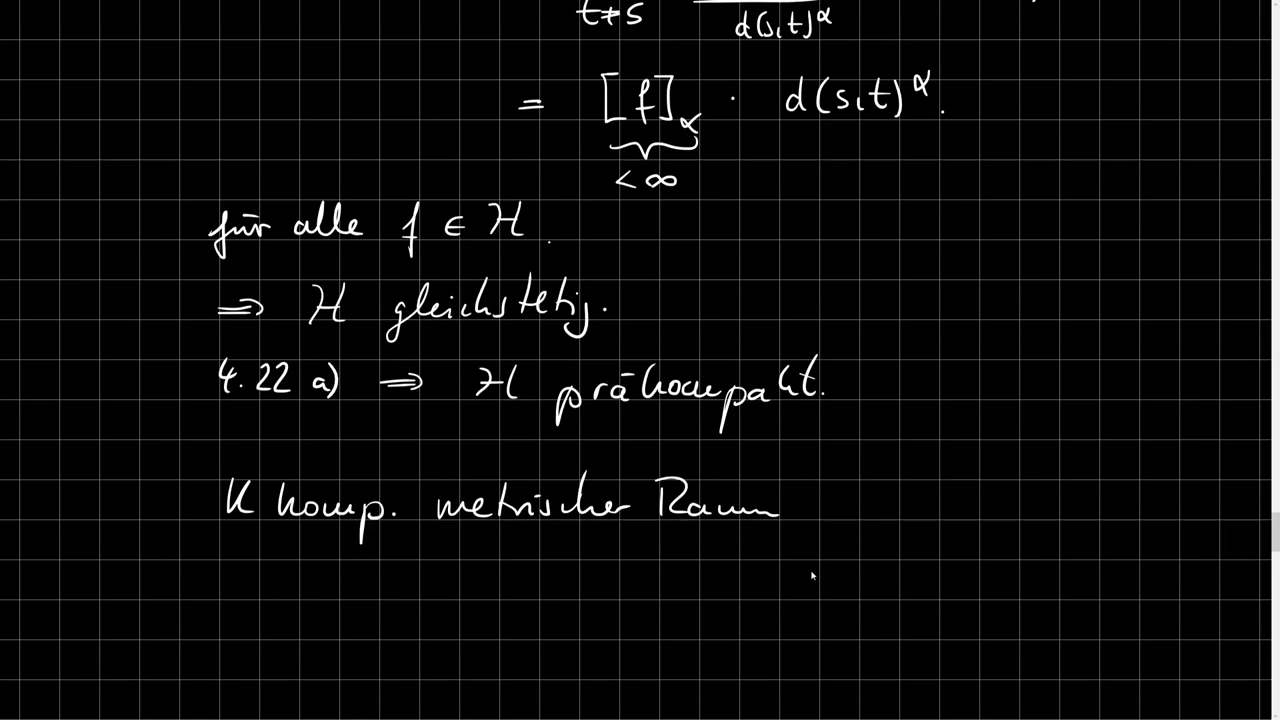 t≠s d(s,t)^α
= [f]_α · d(s,t)^α.
< ∞
für alle f ∈ H.
⇒ H gleichstetig.
4.22 a) ⇒ H präkompakt.
K komp. metrischer Raum